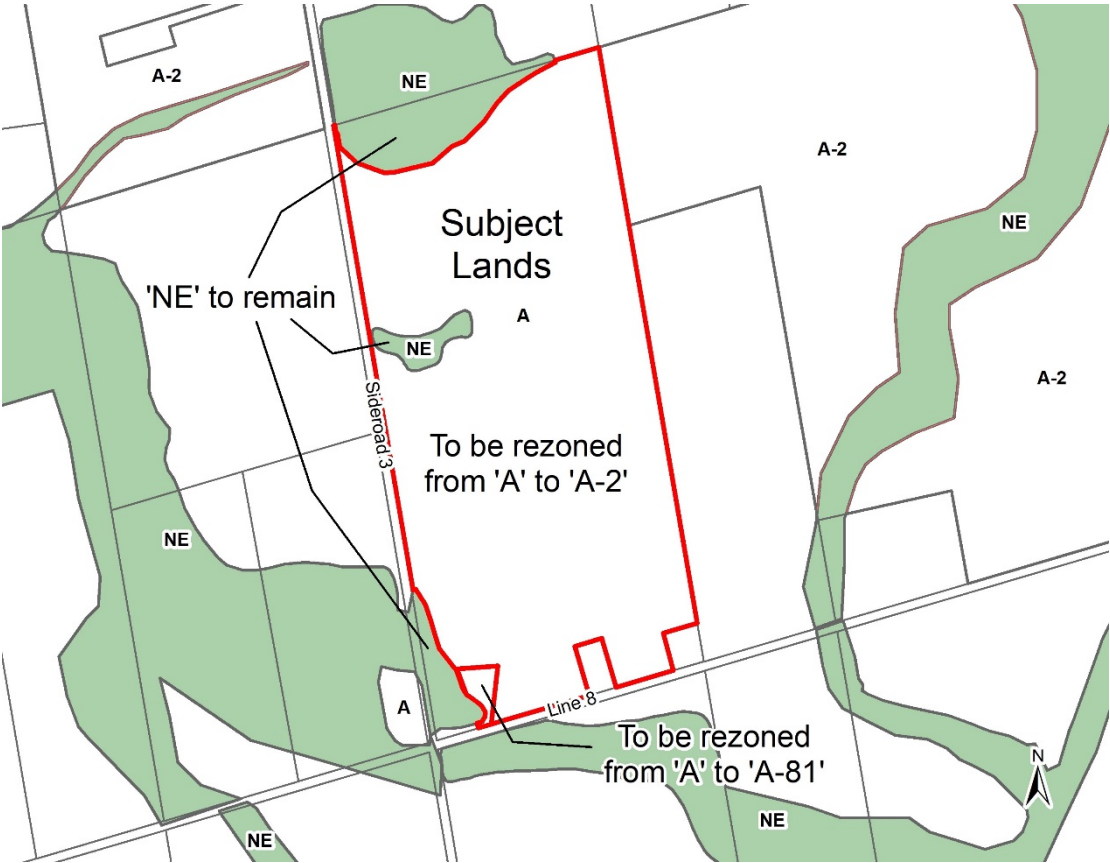 NE
A-2
A-2
Subject
Lands
NE
'NE' to remain
A
NE
A-2
Sideroad 3
To be rezoned
from 'A' to 'A-2'
NE
A
Line 8
To be rezoned
from 'A' to 'A-81'
N
NE
NE